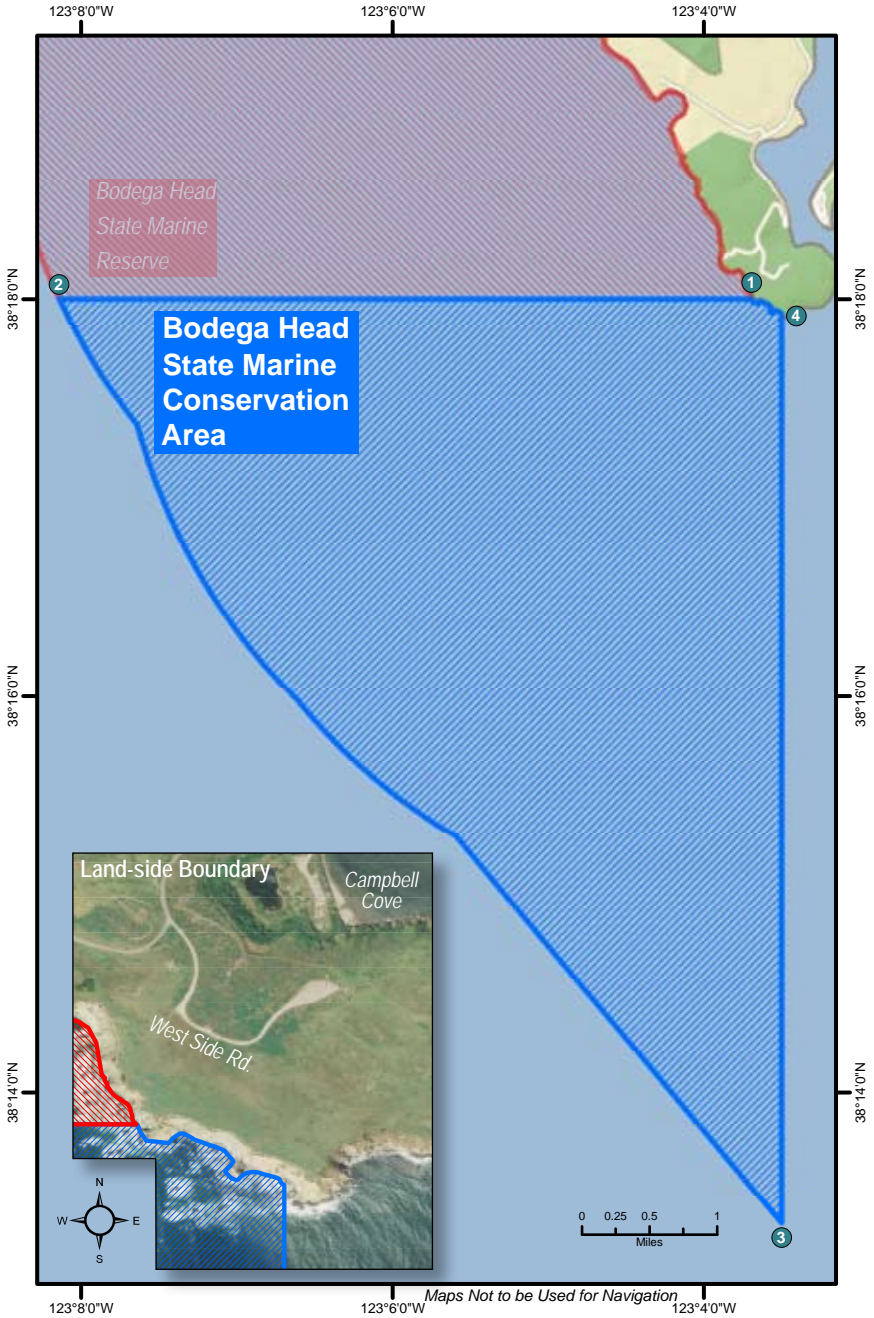 123°8'0"W 123°6'0"W 123°4'0"W
Bodega Head
State Marine
Reserve
2
1
4
38°18'0"N
38°18'0"N
Bodega Head
State Marine
Conservation
Area
38°16'0"N
38°16'0"N
Land-side Boundary
Campbell
Cove
West Side Rd.
38°14'0"N
38°14'0"N
N
W E
S
0 0.25 0.5 1
Miles
3
Maps Not to be Used for Navigation
123°8'0"W 123°6'0"W 123°4'0"W